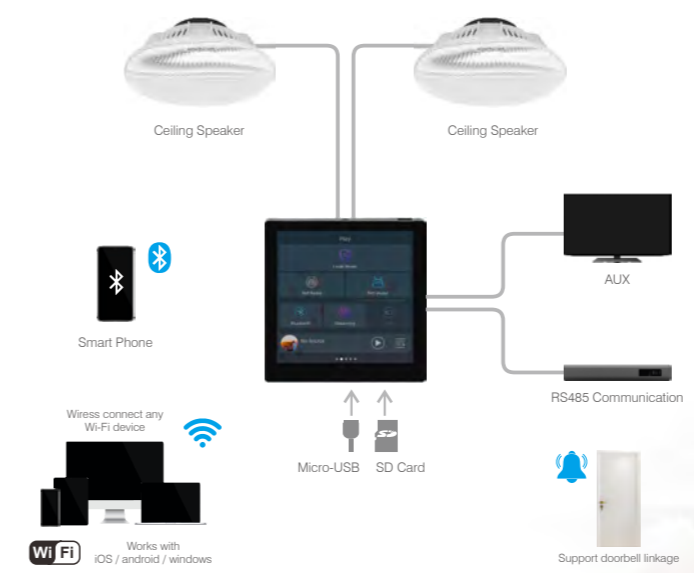 Ceiling Speaker
Ceiling Speaker
AUX
Smart Phone
RS485 Communication
Wiress connect any
Wi-Fi device
Micro-USB
SD Card
Wi Fi
Works with
iOS / android / windows
Support doorbell linkage